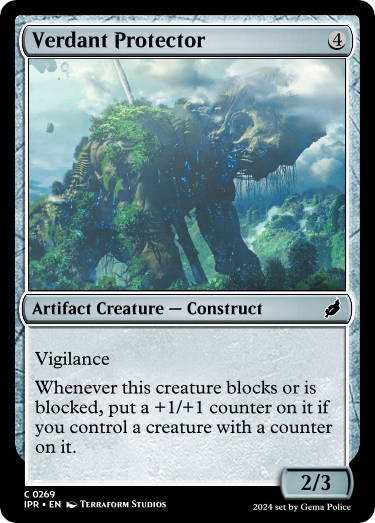 Verdant Protector 4
Artifact Creature — Construct
Vigilance
Whenever this creature blocks or is
blocked, put a +1/+1 counter on it if
you control a creature with a counter
on it.
2/3
C 0269
IPR • EN Terraform Studios
2024 set by Gema Police